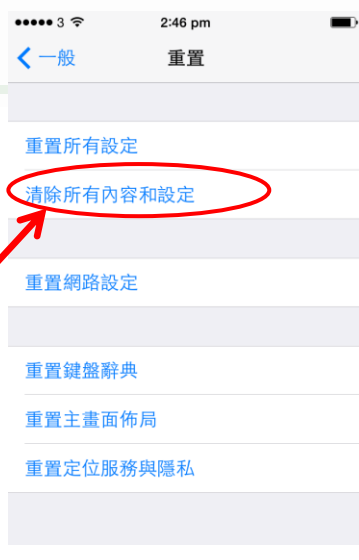 3 2:46 pm
一般 重置
重置所有設定
清除所有內容和設定
重置網路設定
重置鍵盤辭典
重置主畫面佈局
重置定位服務與隱私